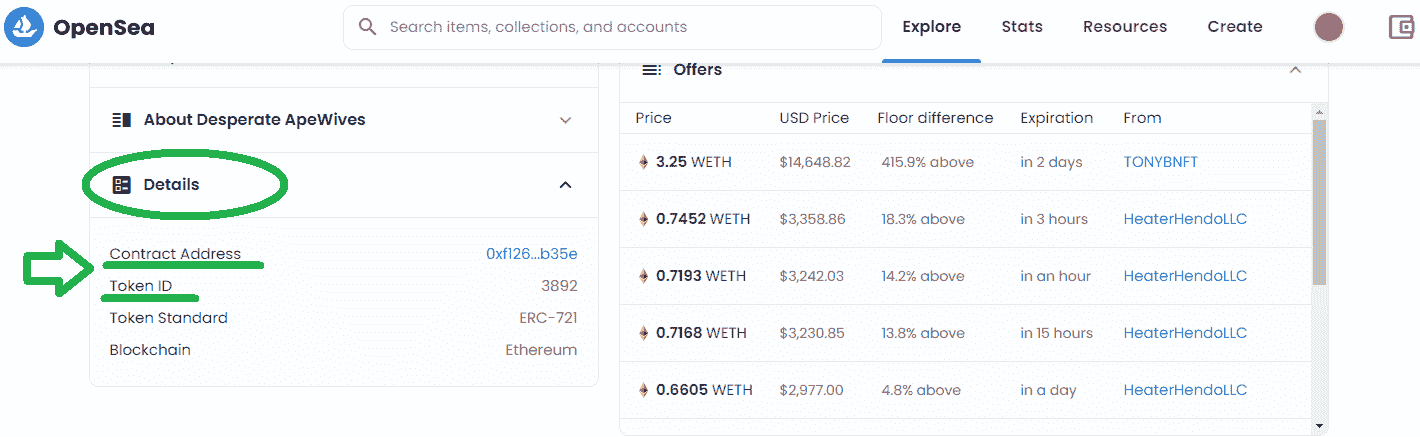 OpenSea
Search items, collections, and accounts
Explore Stats Resources Create
About Desperate ApeWives
Details
Contract Address 0xf126...b35e
Token ID 3892
Token Standard ERC-721
Blockchain Ethereum
Offers
Price USD Price Floor difference Expiration From
3.25 WETH $14,648.82 415.9% above in 2 days TONYBNFT
0.7452 WETH $3,358.86 18.3% above in 3 hours HeaterHendoLLC
0.7193 WETH $3,242.03 14.2% above in an hour HeaterHendoLLC
0.7168 WETH $3,230.85 13.8% above in 15 hours HeaterHendoLLC
0.6605 WETH $2,977.00 4.8% above in a day HeaterHendoLLC